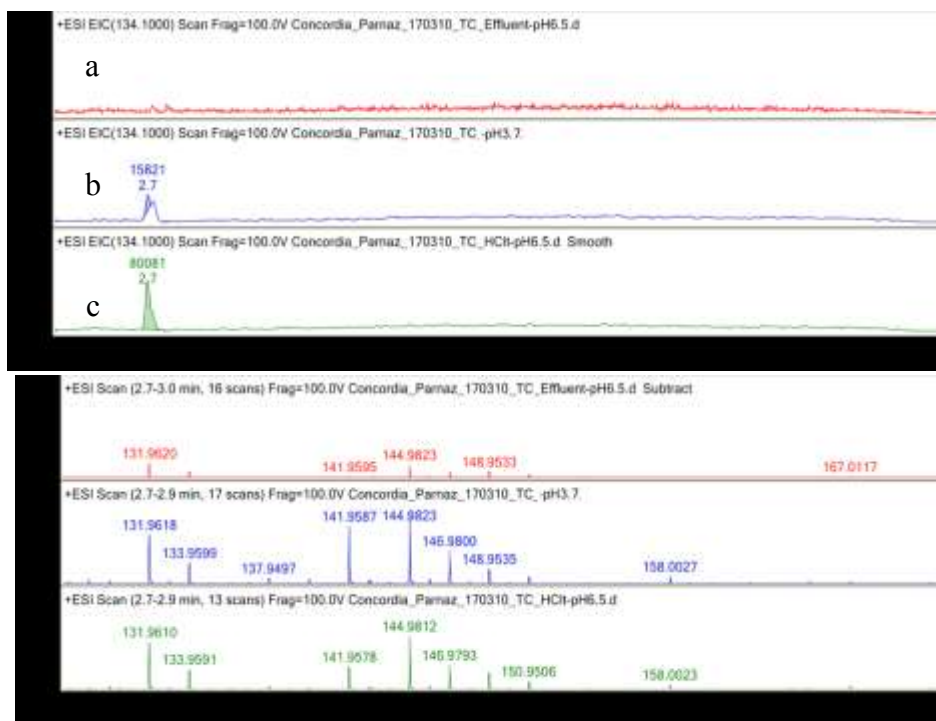 +ESI EIC(134.1000) Scan Frag=100.0V Concordia_Parnaz_170310_TC_Effluent-pH6.5.d
a
+ESI EIC(134.1000) Scan Frag=100.0V Concordia_Parnaz_170310_TC_-pH3.7.
15821
2.7
b
+ESI EIC(134.1000) Scan Frag=100.0V Concordia_Parnaz_170310_TC_HClt-pH6.5.d Smooth
80081
2.7
c
+ESI Scan (2.7-3.0 min, 16 scans) Frag=100.0V Concordia_Parnaz_170310_TC_Effluent-pH6.5.d Subtract
131.9620 141.9595 144.9823 148.9533 167.0117
+ESI Scan (2.7-2.9 min, 17 scans) Frag=100.0V Concordia_Parnaz_170310_TC_-pH3.7.
131.9618 133.9599 137.9497 141.9587 144.9823 146.9800 148.9535 158.0027
+ESI Scan (2.7-2.9 min, 13 scans) Frag=100.0V Concordia_Parnaz_170310_TC_HClt-pH6.5.d
131.9610 133.9591 141.9578 144.9812 146.9793 150.9506 158.0023